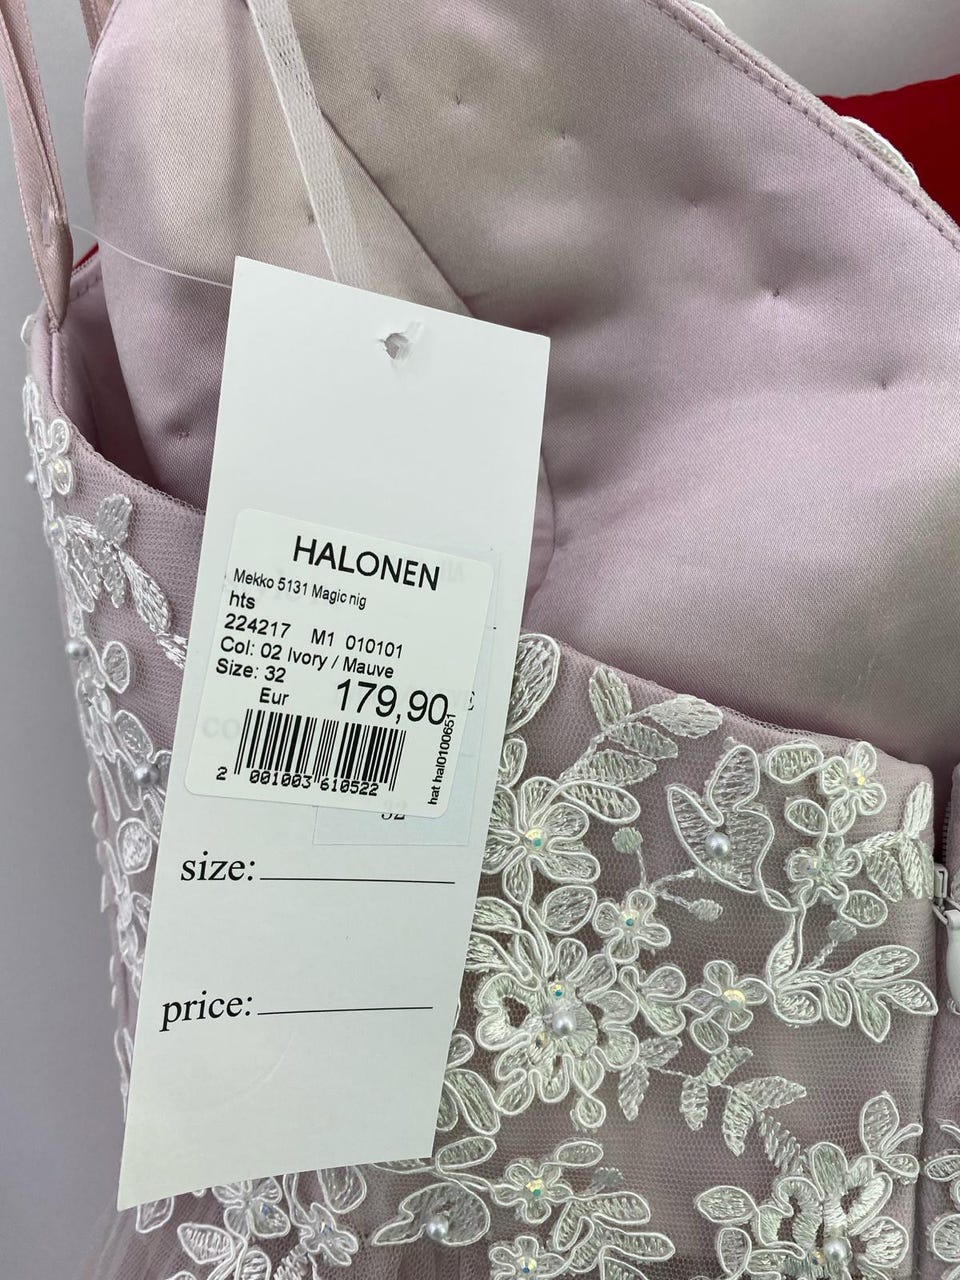 HALONEN
Mekko 5131 Magic nig
hts
224217 M1 010101
Col: 02 Ivory / Mauve
Size: 32
Eur 179,90
hat hal0100651
2 001003 610522
32
size:
price: